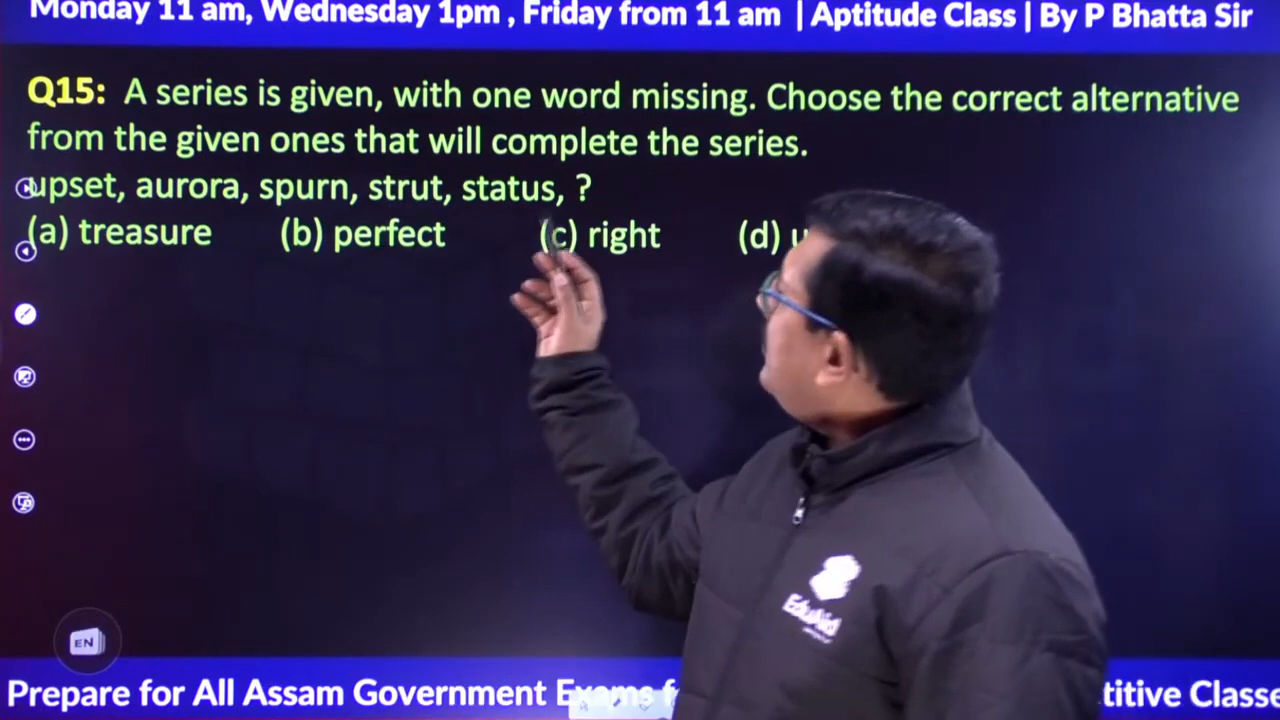 Monday 11 am, Wednesday 1pm , Friday from 11 am | Aptitude Class | By P Bhatta Sir
Q15: A series is given, with one word missing. Choose the correct alternative
from the given ones that will complete the series.
upset, aurora, spurn, strut, status, ?
(a) treasure (b) perfect (c) right (d)
EduAid
EN
Prepare for All Assam Government Exams